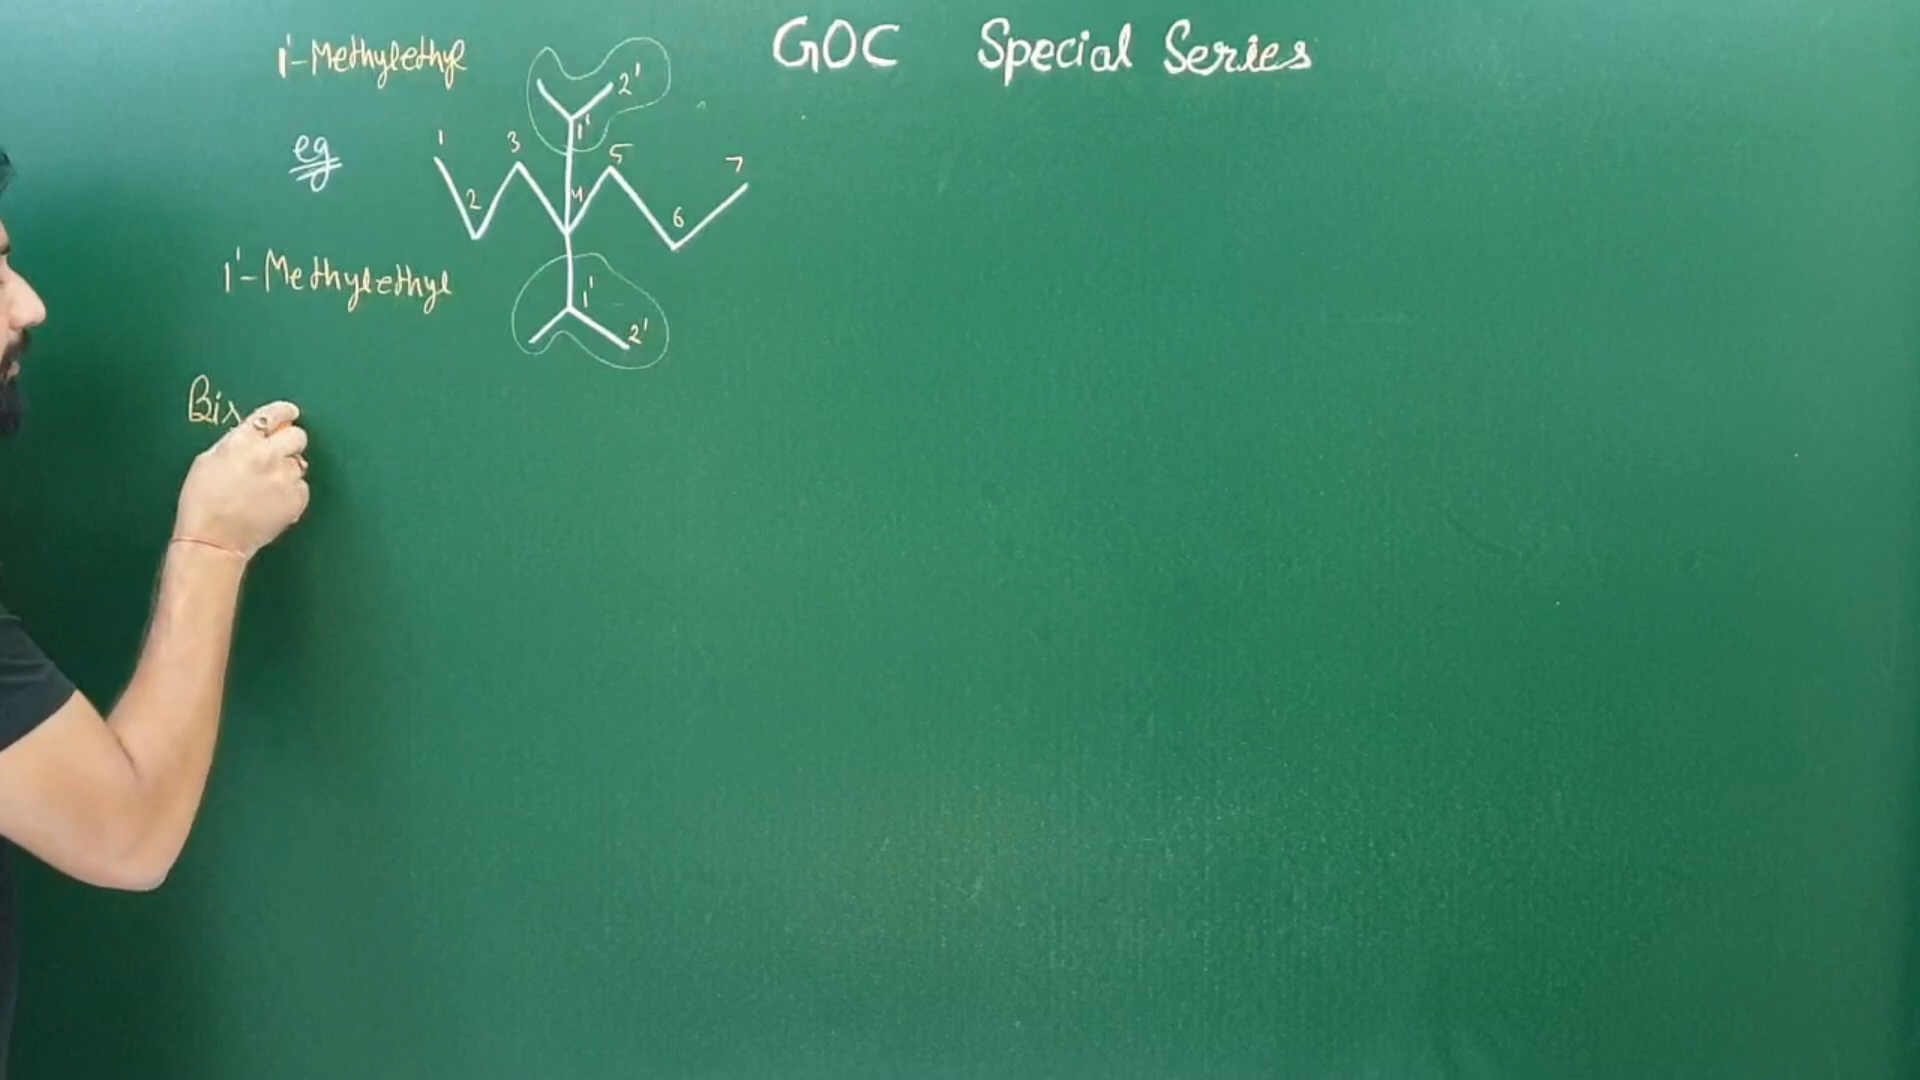 GOC Special Series
1'-Methylethyl
2'
1'
eg
1 2 3 4 5 6 7
1'-Methylethyl
1'
2'
Bis